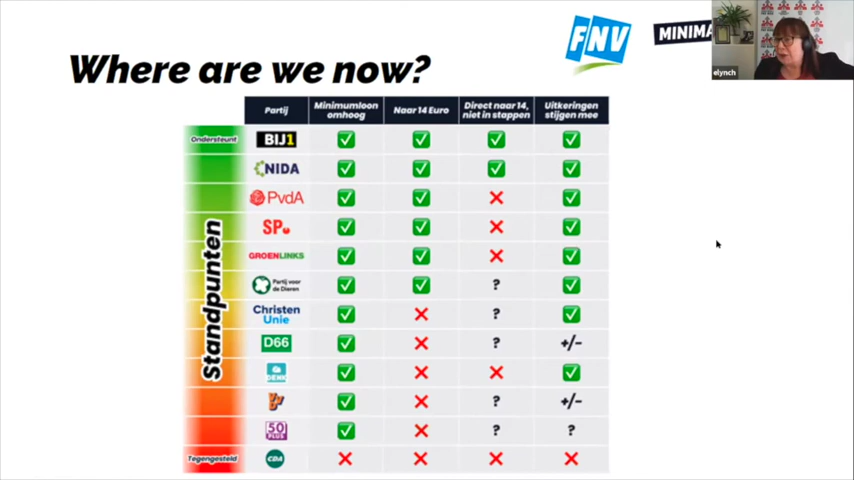 FNV
MINIMA
elynch
Where are we now?
Partij Minimumloon omhoog Naar 14 Euro Direct naar 14, niet in stappen Uitkeringen stijgen mee
Ondersteunt BIJ1 ✅ ✅ ✅ ✅
NIDA ✅ ✅ ✅ ✅
PvdA ✅ ✅ ❌ ✅
SP ✅ ✅ ❌ ✅
GROENLINKS ✅ ✅ ❌ ✅
Partij voor de Dieren ✅ ✅ ? ✅
Christen Unie ✅ ❌ ? ✅
D66 ✅ ❌ ? +/-
DENK ✅ ❌ ❌ ✅
VVD ✅ ❌ ? +/-
50 PLUS ✅ ❌ ? ?
Tegengesteld CDA ❌ ❌ ❌ ❌
Standpunten